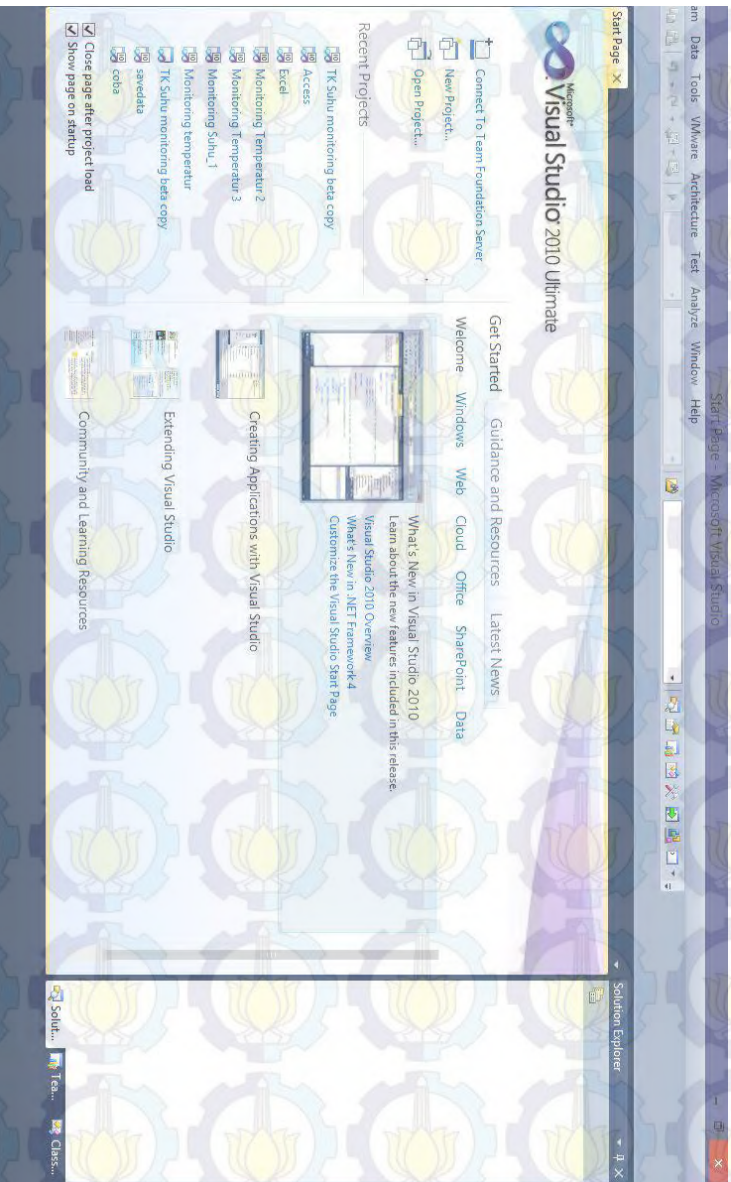 Start Page - Microsoft Visual Studio
am Data Tools VMware Architecture Test Analyze Window Help
Start Page
Solution Explorer
Microsoft®
Visual Studio® 2010 Ultimate
Connect To Team Foundation Server
New Project...
Open Project...
Recent Projects
TK Suhu monitoring beta copy
Access
Excel
Monitoring Temperatur 2
Monitoring Temperatur 3
Monitoring Suhu_1
Monitoring temperatur
TK Suhu monitoring beta copy
savedata
coba
Close page after project load
Show page on startup
Get Started Guidance and Resources Latest News
Welcome Windows Web Cloud Office SharePoint Data
What's New in Visual Studio 2010
Learn about the new features included in this release.
Visual Studio 2010 Overview
What's New in .NET Framework 4
Customize the Visual Studio Start Page
Creating Applications with Visual Studio
Extending Visual Studio
Community and Learning Resources
Solut... Tea... Class...